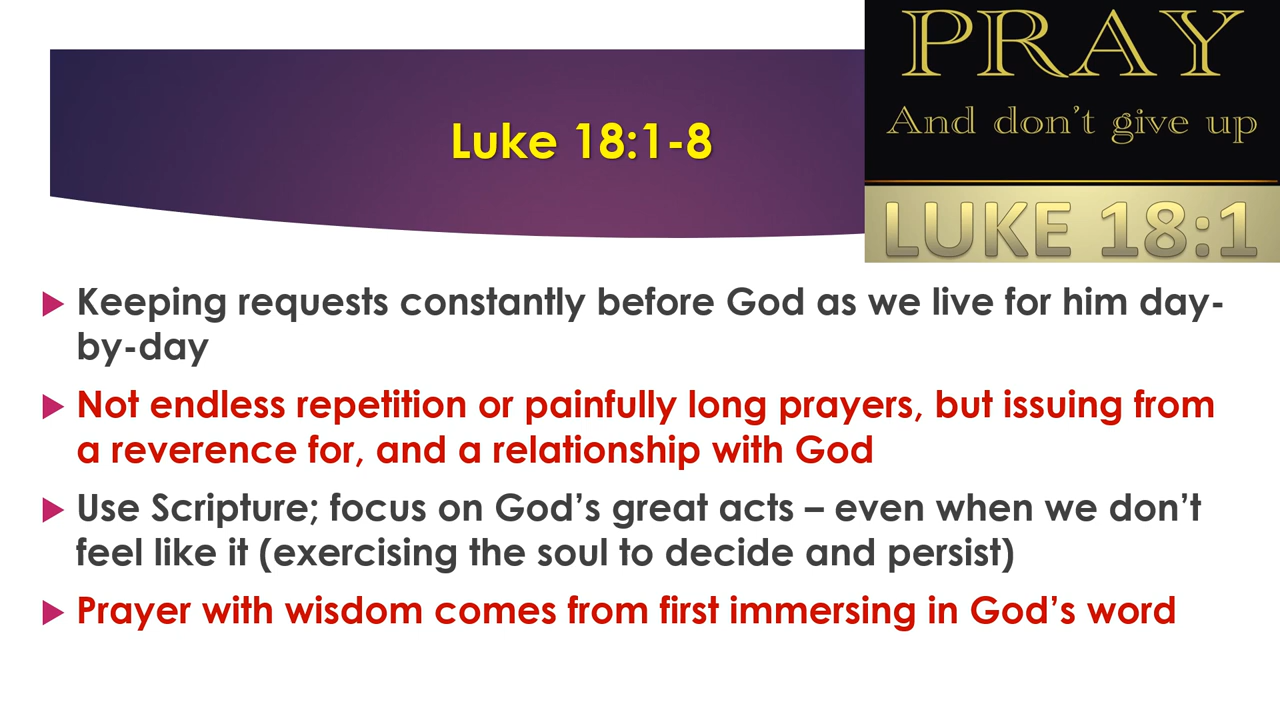 PRAY
And don't give up
LUKE 18:1
Luke 18:1-8
Keeping requests constantly before God as we live for him day-
by-day
Not endless repetition or painfully long prayers, but issuing from
a reverence for, and a relationship with God
Use Scripture; focus on God’s great acts – even when we don’t
feel like it (exercising the soul to decide and persist)
Prayer with wisdom comes from first immersing in God’s word